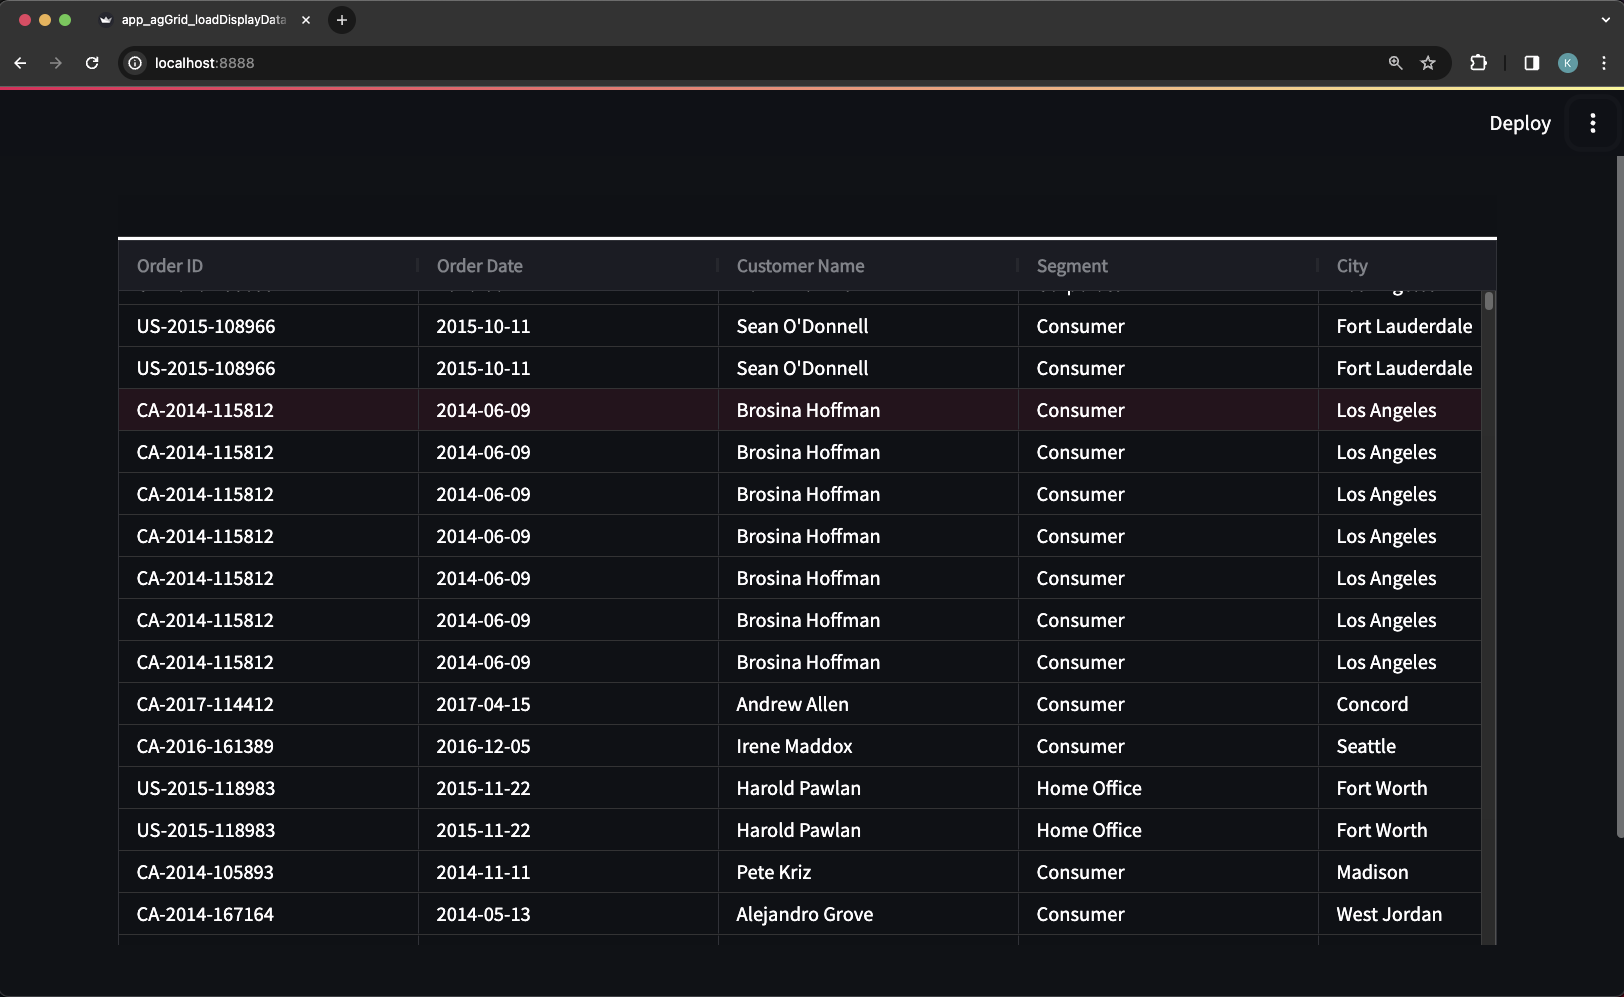 app_agGrid_loadDisplayData
localhost:8888
K
Deploy
Order ID Order Date Customer Name Segment City
US-2015-108966 2015-10-11 Sean O'Donnell Consumer Fort Lauderdale
US-2015-108966 2015-10-11 Sean O'Donnell Consumer Fort Lauderdale
CA-2014-115812 2014-06-09 Brosina Hoffman Consumer Los Angeles
CA-2014-115812 2014-06-09 Brosina Hoffman Consumer Los Angeles
CA-2014-115812 2014-06-09 Brosina Hoffman Consumer Los Angeles
CA-2014-115812 2014-06-09 Brosina Hoffman Consumer Los Angeles
CA-2014-115812 2014-06-09 Brosina Hoffman Consumer Los Angeles
CA-2014-115812 2014-06-09 Brosina Hoffman Consumer Los Angeles
CA-2014-115812 2014-06-09 Brosina Hoffman Consumer Los Angeles
CA-2017-114412 2017-04-15 Andrew Allen Consumer Concord
CA-2016-161389 2016-12-05 Irene Maddox Consumer Seattle
US-2015-118983 2015-11-22 Harold Pawlan Home Office Fort Worth
US-2015-118983 2015-11-22 Harold Pawlan Home Office Fort Worth
CA-2014-105893 2014-11-11 Pete Kriz Consumer Madison
CA-2014-167164 2014-05-13 Alejandro Grove Consumer West Jordan